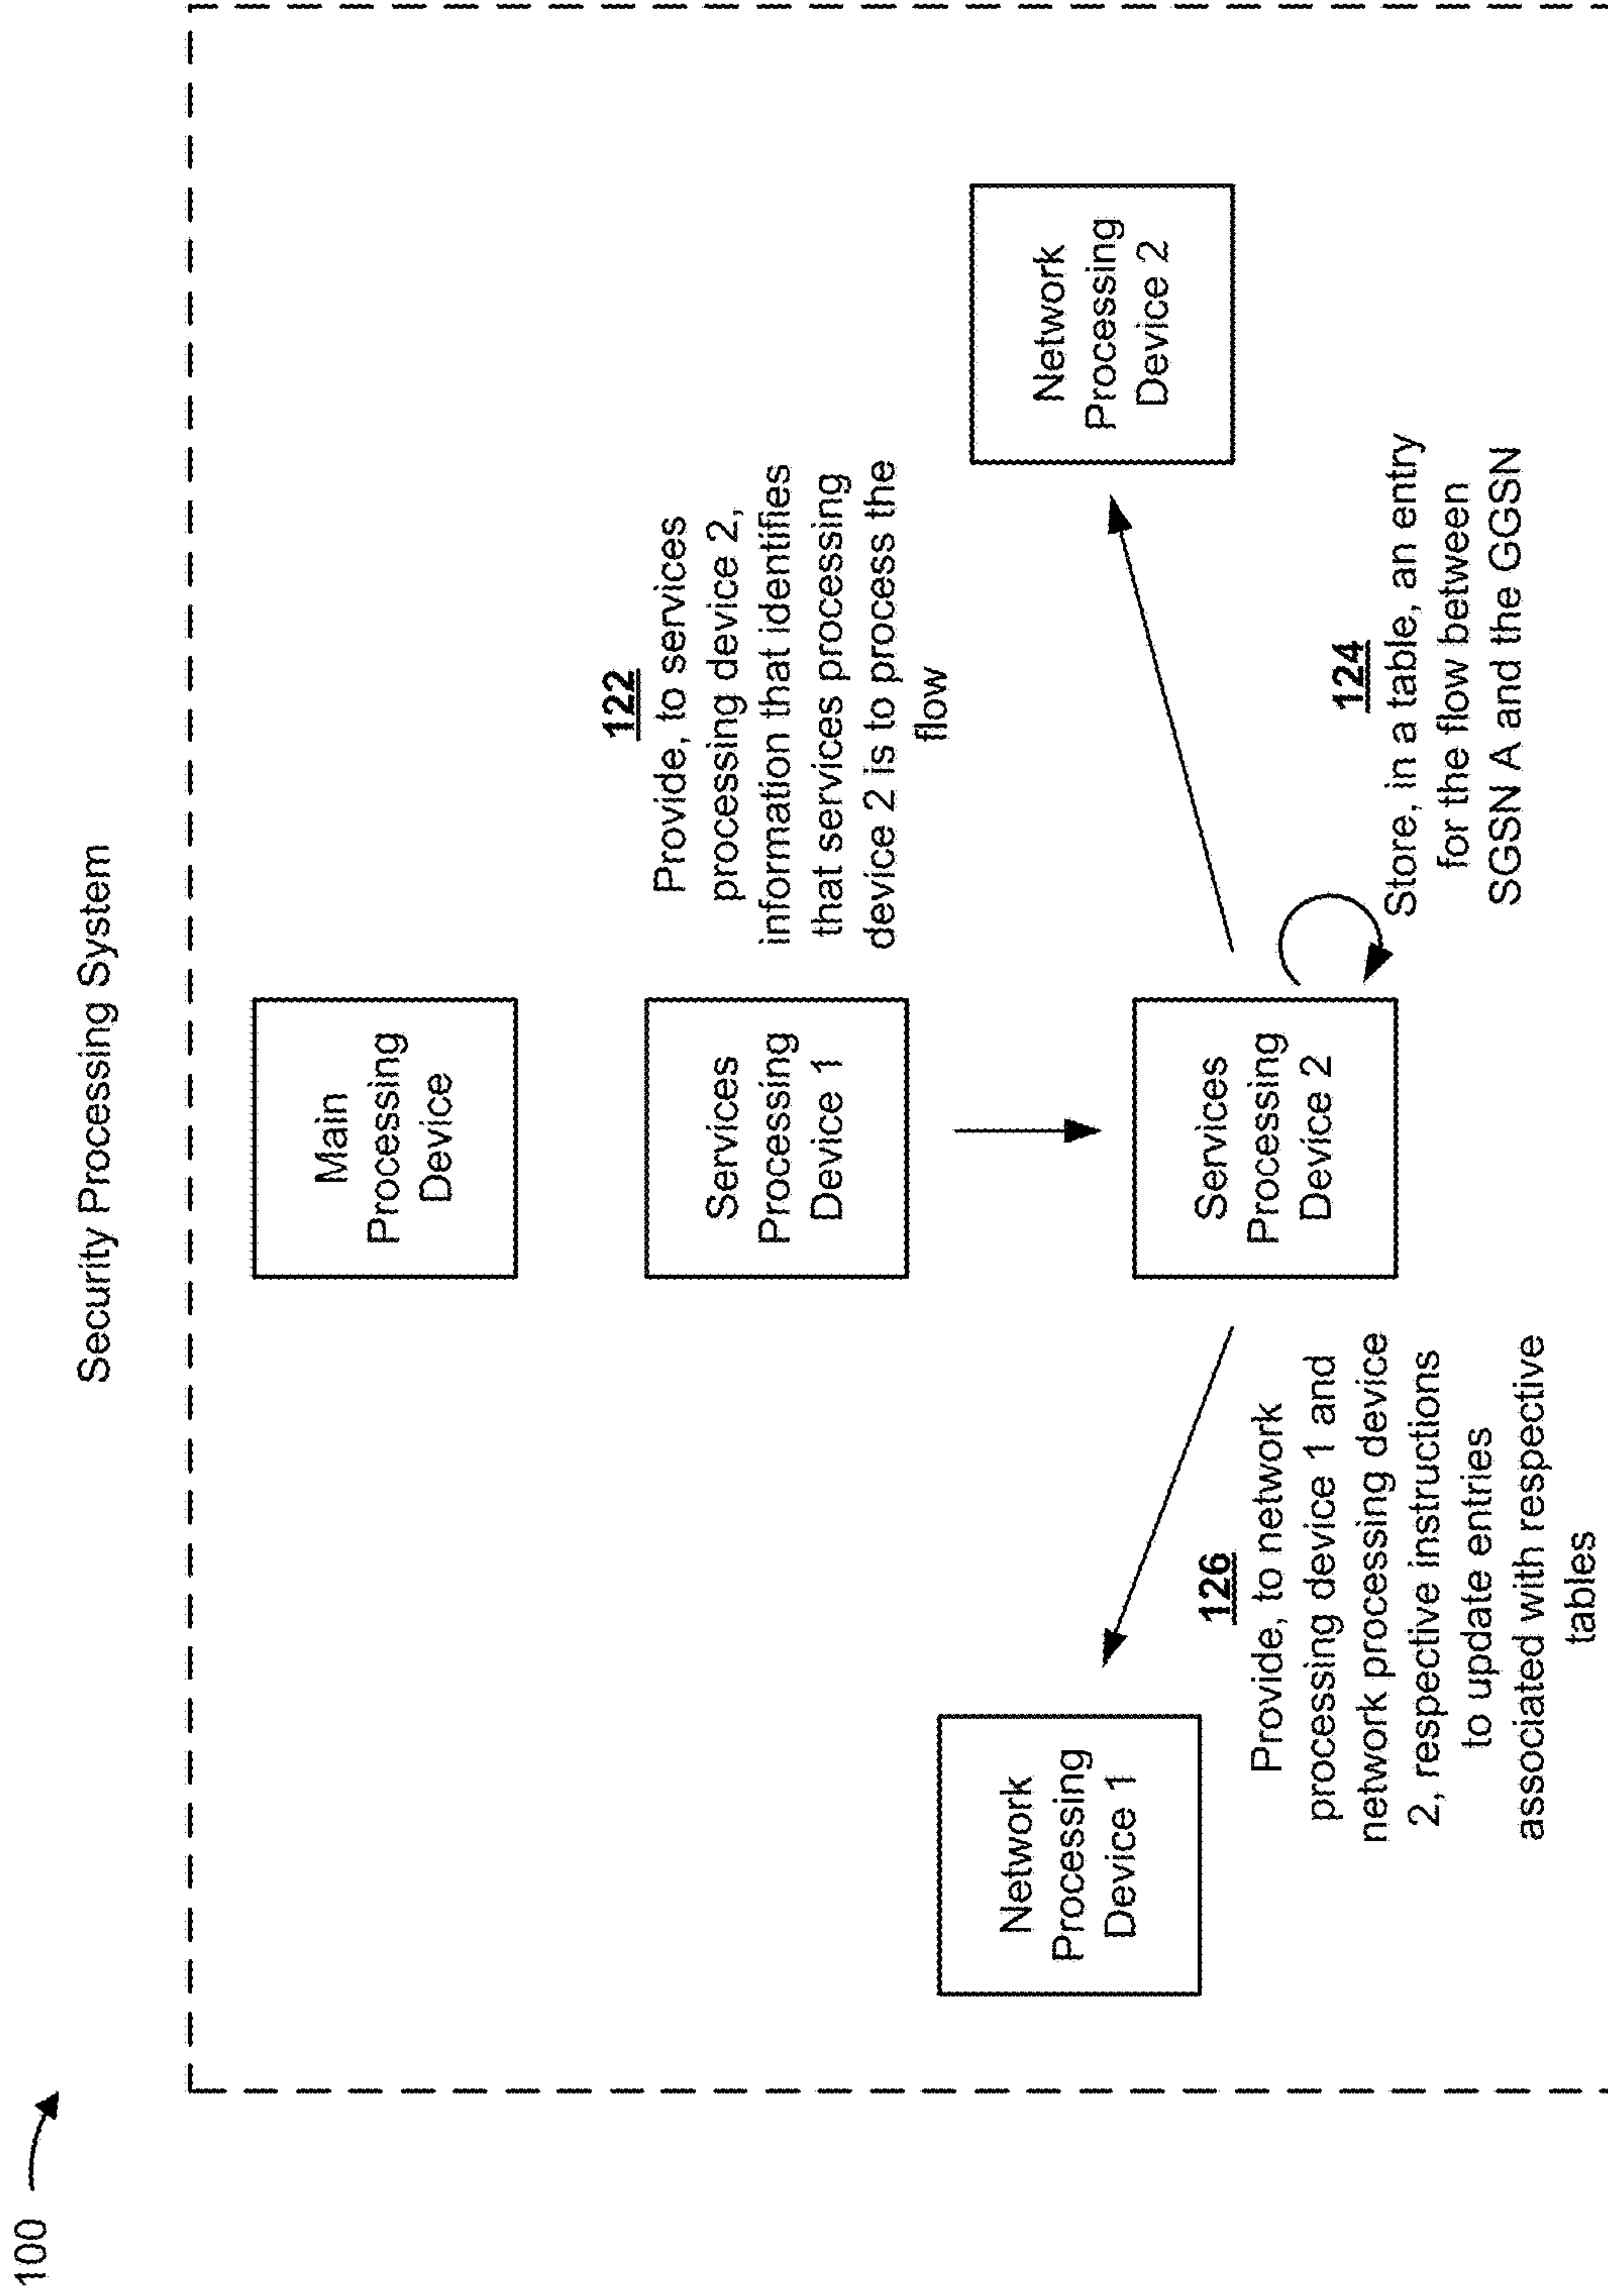 100
Security Processing System
Main
Processing
Device
Services
Processing
Device 1
122
Provide, to services
processing device 2,
information that identifies
that services processing
device 2 is to process the
flow
Network
Processing
Device 1
Network
Processing
Device 2
Services
Processing
Device 2
126
Provide, to network
processing device 1 and
network processing device
2, respective instructions
to update entries
associated with respective
tables
124
Store, in a table, an entry
for the flow between
SGSN A and the GGSN